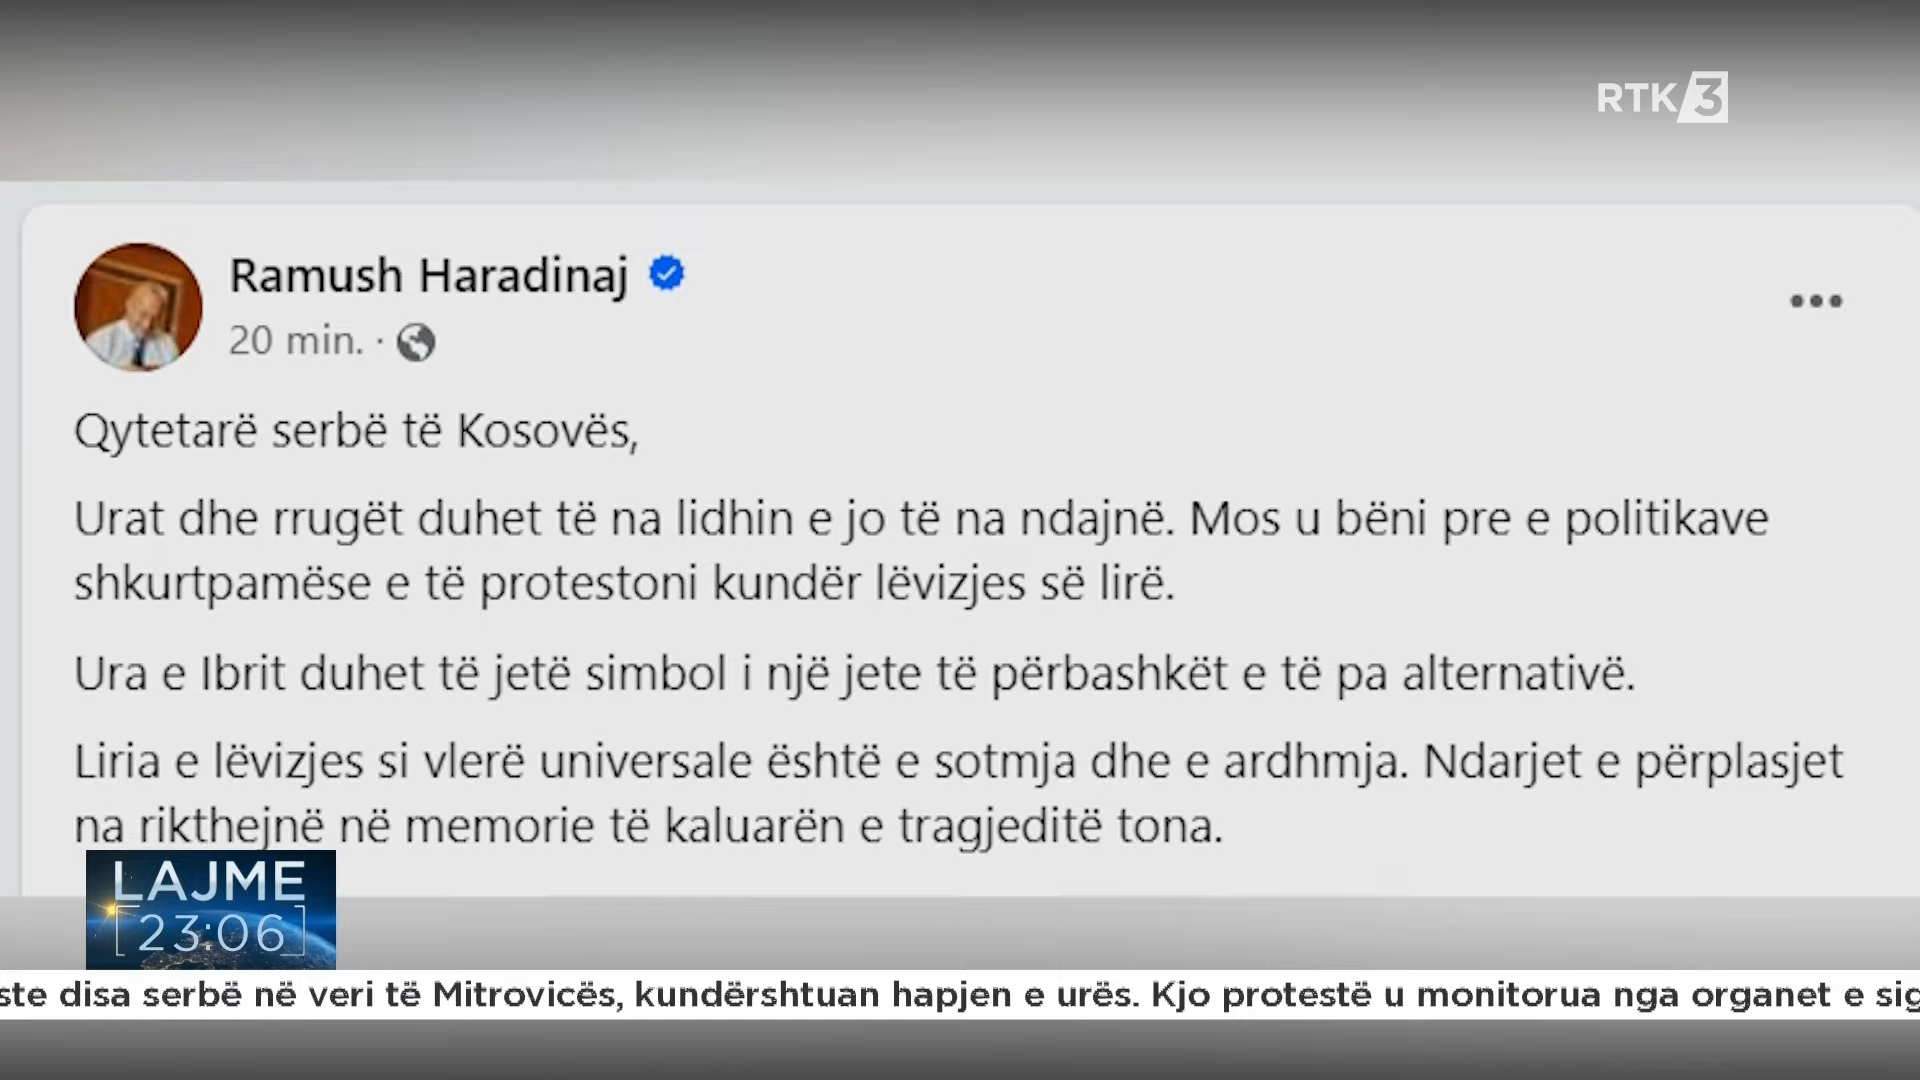 RTK 3
Ramush Haradinaj
20 min. ·
Qytetarë serbë të Kosovës,
Urat dhe rrugët duhet të na lidhin e jo të na ndajnë. Mos u bëni pre e politikave
shkurtpamëse e të protestoni kundër lëvizjes së lirë.
Ura e Ibrit duhet të jetë simbol i një jete të përbashkët e të pa alternativë.
Liria e lëvizjes si vlerë universale është e sotmja dhe e ardhmja. Ndarjet e përplasjet
na rikthejnë në memorie të kaluarën e tragjeditë tona.
LAJME
23:06
ste disa serbë në veri të Mitrovicës, kundërshtuan hapjen e urës. Kjo protestë u monitorua nga organet e sig